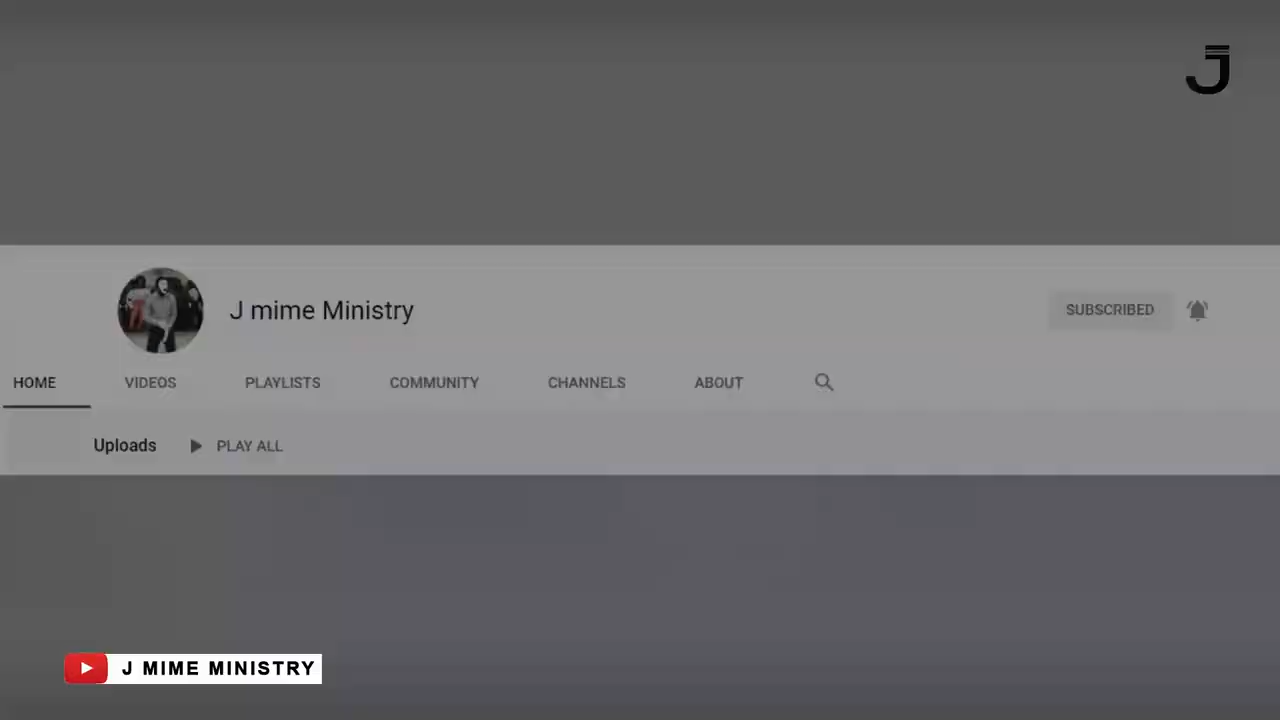 J
J mime Ministry
SUBSCRIBED
HOME VIDEOS PLAYLISTS COMMUNITY CHANNELS ABOUT
Uploads PLAY ALL
J MIME MINISTRY